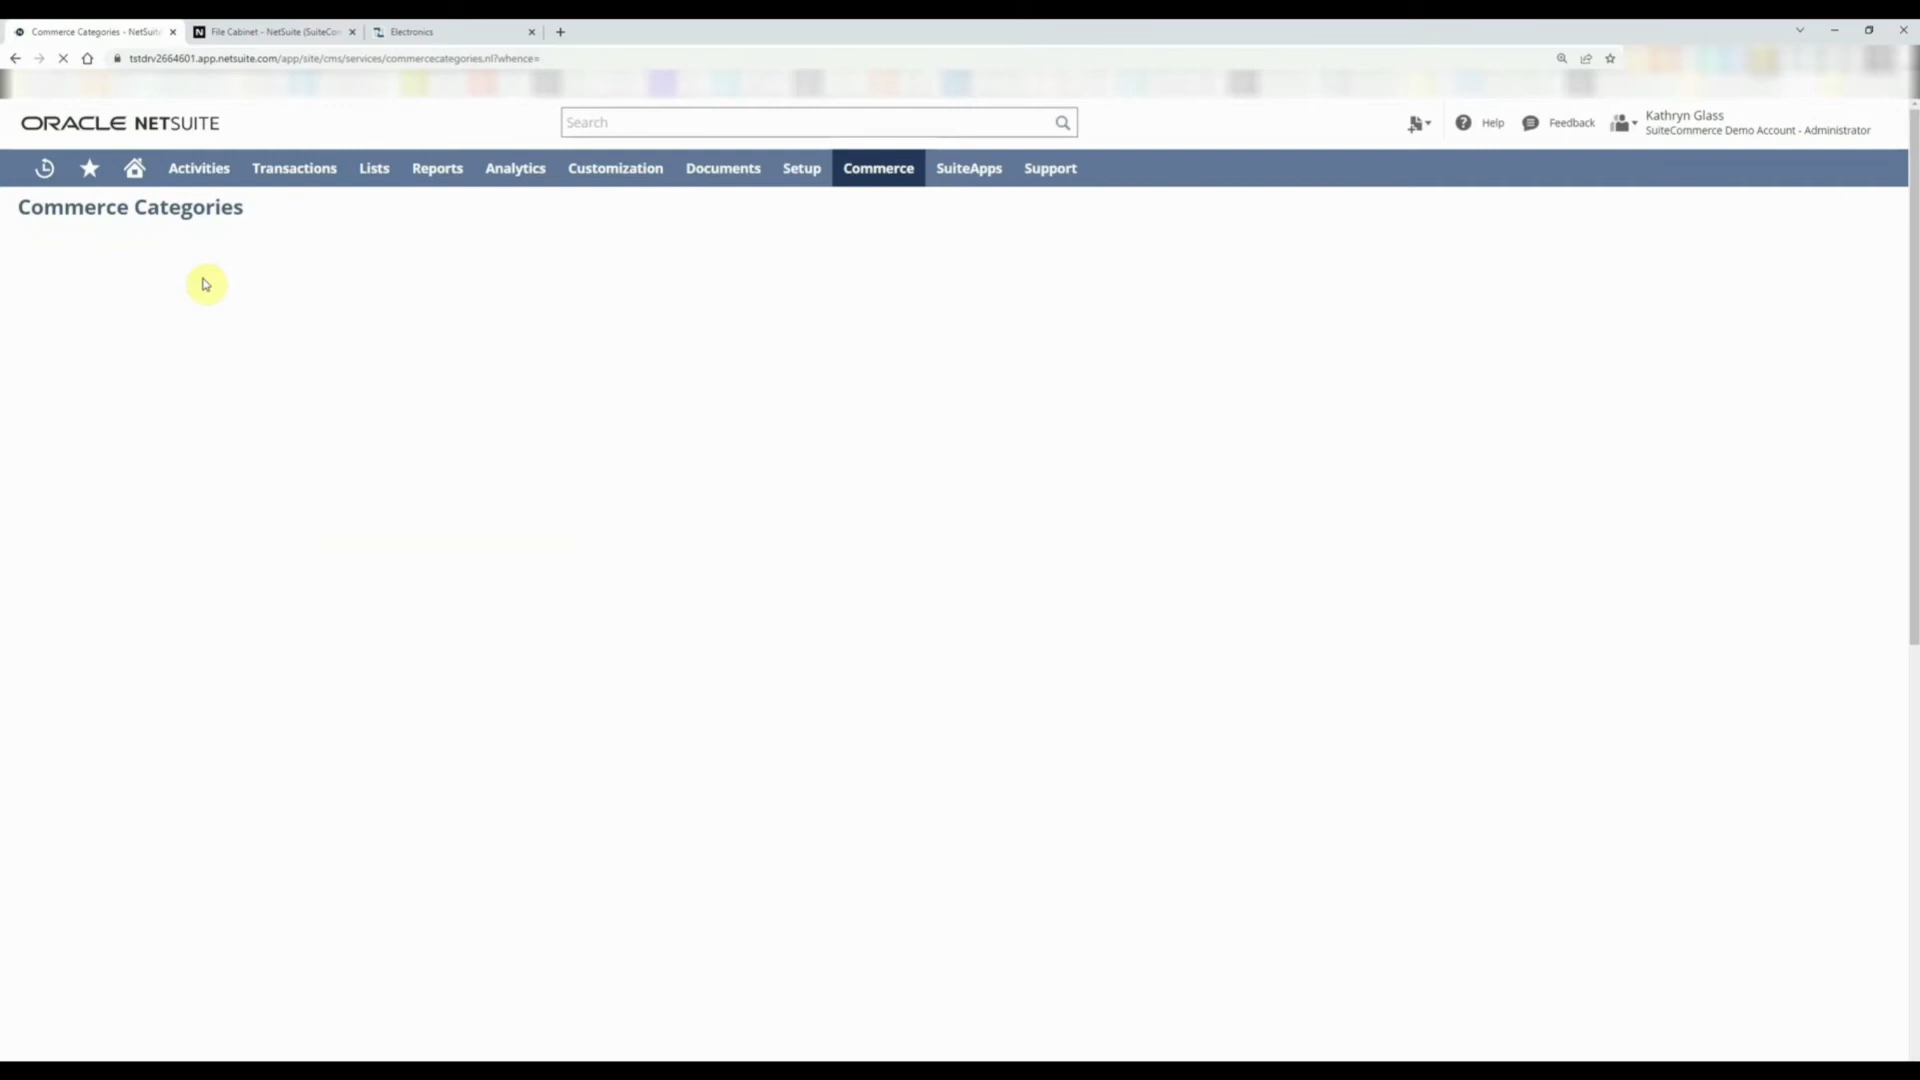 Commerce Categories - NetSuit
File Cabinet - NetSuite (SuiteCon
Electronics
tstdrv2664601.app.netsuite.com/app/site/cms/services/commercecategories.nl?whence=
ORACLE NETSUITE
Search
Help
Feedback
Kathryn Glass
SuiteCommerce Demo Account - Administrator
Activities
Transactions
Lists
Reports
Analytics
Customization
Documents
Setup
Commerce
SuiteApps
Support
Commerce Categories